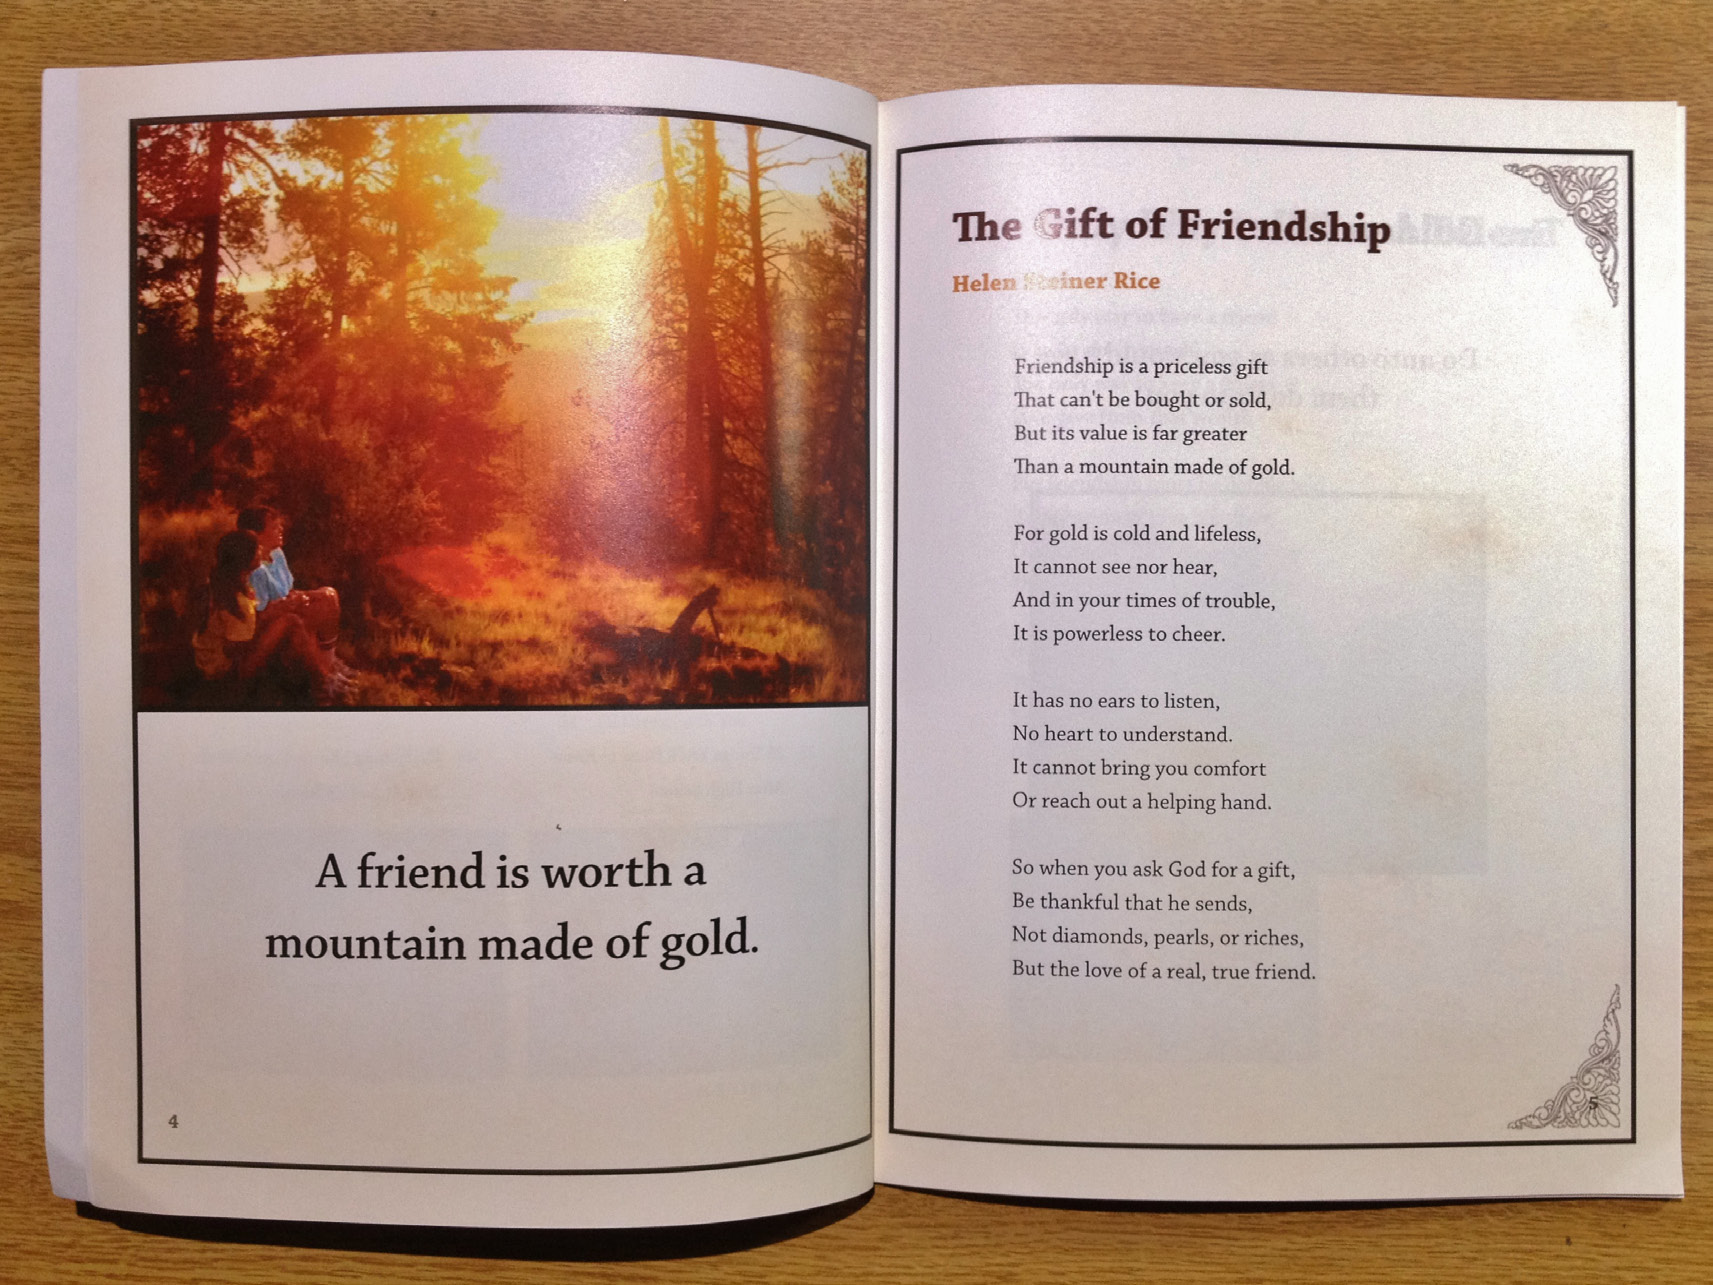 A friend is worth a
mountain made of gold.
4
The Gift of Friendship
Helen Steiner Rice
Friendship is a priceless gift
That can't be bought or sold,
But its value is far greater
Than a mountain made of gold.
For gold is cold and lifeless,
It cannot see nor hear,
And in your times of trouble,
It is powerless to cheer.
It has no ears to listen,
No heart to understand.
It cannot bring you comfort
Or reach out a helping hand.
So when you ask God for a gift,
Be thankful that he sends,
Not diamonds, pearls, or riches,
But the love of a real, true friend.
5